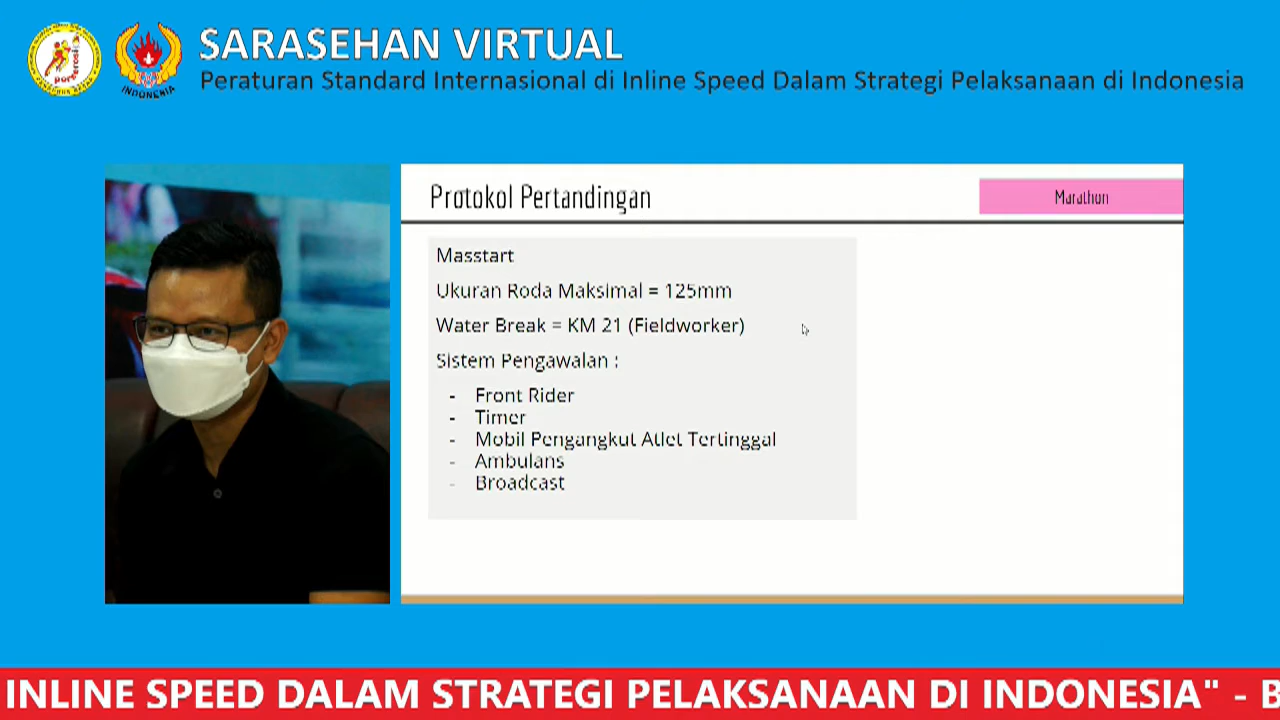 SARASEHAN VIRTUAL
Peraturan Standard Internasional di Inline Speed Dalam Strategi Pelaksanaan di Indonesia
porserosi
INDONESIA
Protokol Pertandingan
Marathon
Masstart
Ukuran Roda Maksimal = 125mm
Water Break = KM 21 (Fieldworker)
Sistem Pengawalan :
- Front Rider
- Timer
- Mobil Pengangkut Atlet Tertinggal
- Ambulans
- Broadcast
INLINE SPEED DALAM STRATEGI PELAKSANAAN DI INDONESIA" - B